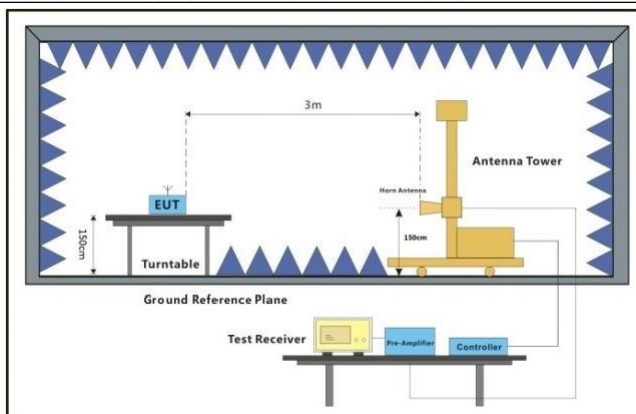 3m
Antenna Tower
Horn Antenna
EUT
150cm
150cm
Turntable
Ground Reference Plane
Test Receiver
Pre-Amplifier
Controller